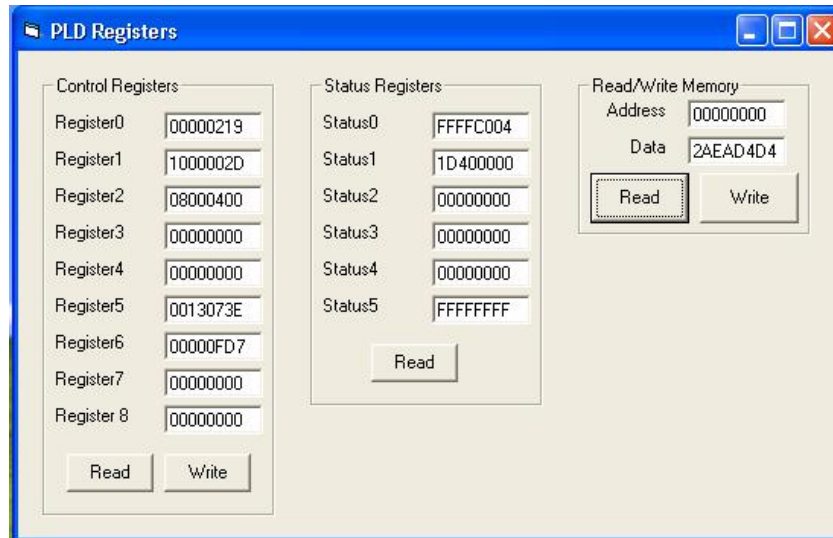 PLD Registers
Control Registers
Register0 00000219
Register1 1000002D
Register2 08000400
Register3 00000000
Register4 00000000
Register5 0013073E
Register6 00000FD7
Register7 00000000
Register 8 00000000
Read Write
Status Registers
Status0 FFFFC004
Status1 1D400000
Status2 00000000
Status3 00000000
Status4 00000000
Status5 FFFFFFFF
Read
Read/Write Memory
Address 00000000
Data 2AEAD4D4
Read Write